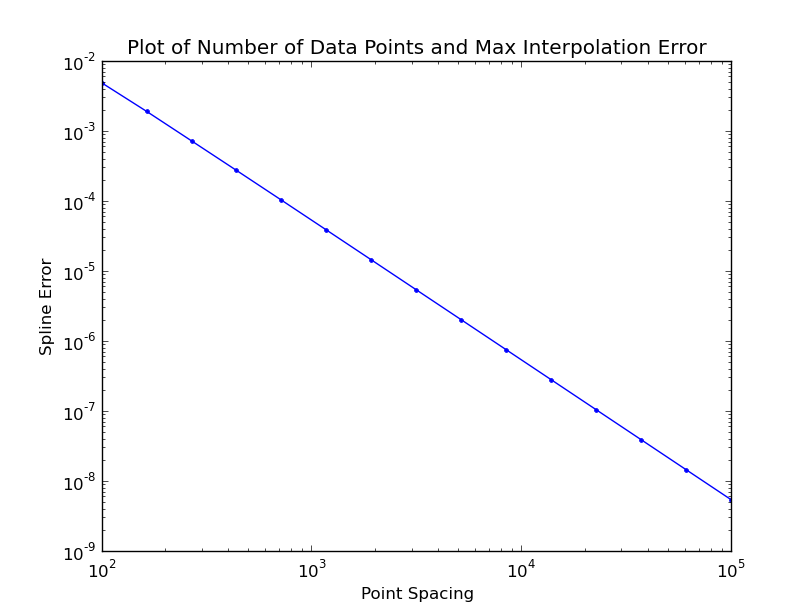 Plot of Number of Data Points and Max Interpolation Error
10^-2
10^-3
10^-4
10^-5
10^-6
10^-7
10^-8
10^-9
Spline Error
10^2 10^3 10^4 10^5
Point Spacing